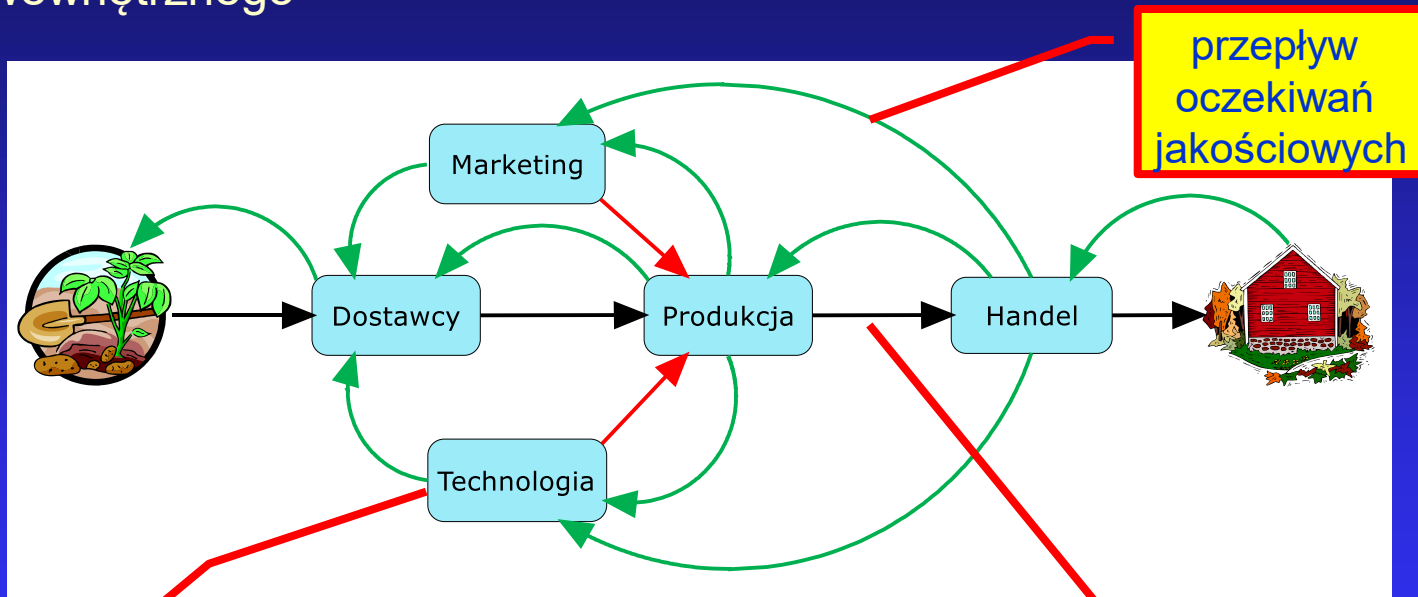 przepływ
oczekiwań
jakościowych
Marketing
Dostawcy
Produkcja
Handel
Technologia